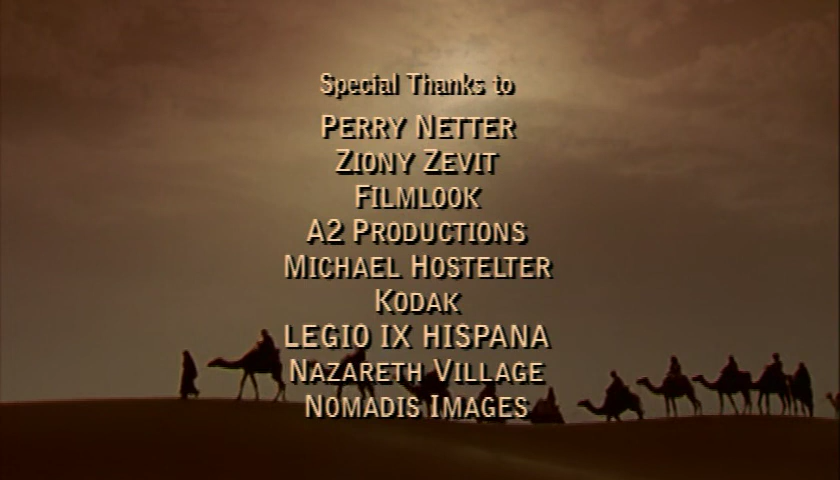 Special Thanks to
PERRY NETTER
ZIONY ZEVIT
FILMLOOK
A2 PRODUCTIONS
MICHAEL HOSTELTER
KODAK
LEGIO IX HISPANA
NAZARETH VILLAGE
NOMADIS IMAGES